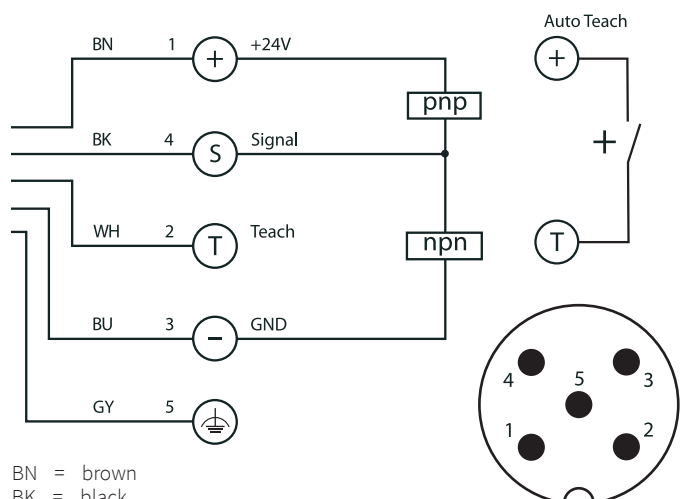 Auto Teach
BN 1 + +24V
+
pnp
BK 4 S Signal
+
WH 2 T Teach
npn
T
BU 3 - GND
GY 5
4 5 3
1 2
BN = brown
BK = black